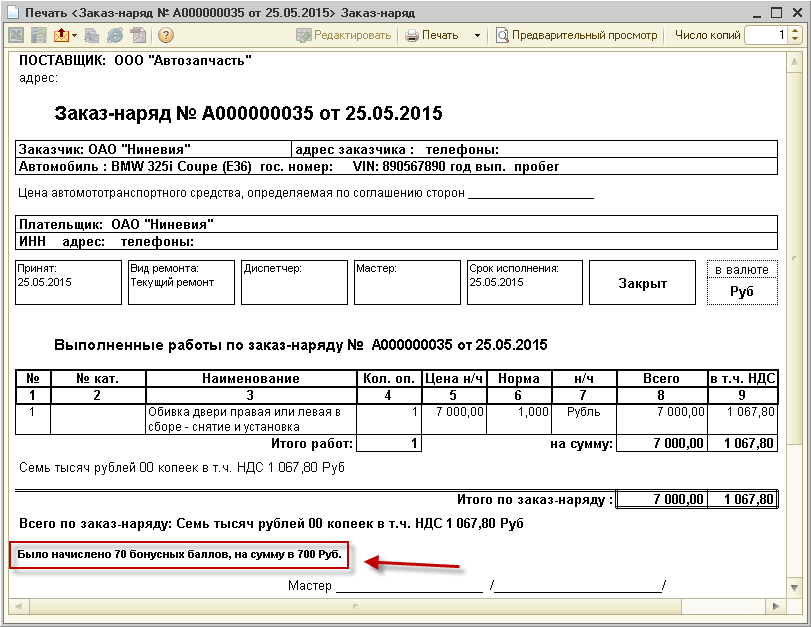 Печать <Заказ-наряд № А000000035 от 25.05.2015> Заказ-наряд
Редактировать Печать Предварительный просмотр Число копий 1
ПОСТАВЩИК: ООО "Автозапчасть"
адрес:
Заказ-наряд № А000000035 от 25.05.2015
Заказчик: ОАО "Ниневия" адрес заказчика : телефоны:
Автомобиль : BMW 325i Coupe (E36) гос. номер: VIN: 890567890 год вып. пробег
Цена автомототранспортного средства, определяемая по соглашению сторон ___________________
Плательщик: ОАО "Ниневия"
ИНН адрес: телефоны:
Принят: Вид ремонта: Диспетчер: Мастер: Срок исполнения: Закрыт в валюте
25.05.2015 Текущий ремонт 25.05.2015 Руб
Выполненные работы по заказ-наряду № А000000035 от 25.05.2015
№ № кат. Наименование Кол. оп. Цена н/ч Норма н/ч Всего в т.ч. НДС
1 2 3 4 5 6 7 8 9
1 Обивка двери правая или левая в 1 7 000,00 1,000 Рубль 7 000,00 1 067,80
сборе - снятие и установка
Итого работ: 1 на сумму: 7 000,00 1 067,80
Семь тысяч рублей 00 копеек в т.ч. НДС 1 067,80 Руб
Итого по заказ-наряду : 7 000,00 1 067,80
Всего по заказ-наряду: Семь тысяч рублей 00 копеек в т.ч. НДС 1 067,80 Руб
Было начислено 70 бонусных баллов, на сумму в 700 Руб.
Мастер ______________________ /_________________________/